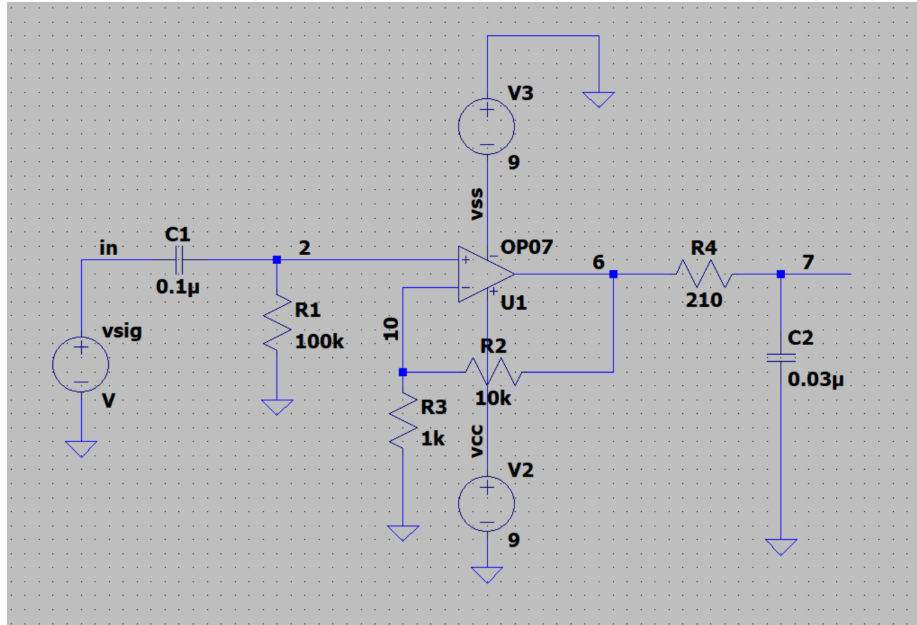 V3
9
vss
in
C1
0.1µ
2
OP07
U1
6
R4
210
7
vsig
V
R1
100k
10
R2
10k
R3
1k
C2
0.03µ
vcc
V2
9